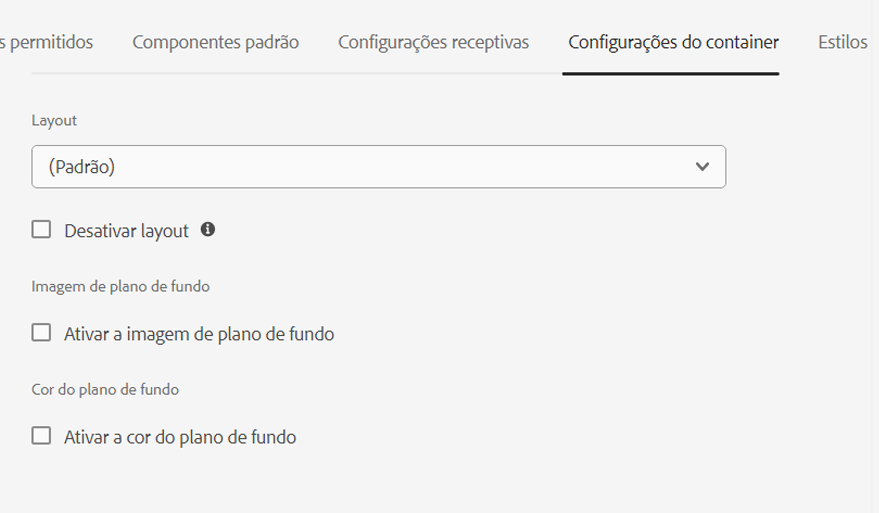 s permitidos Componentes padrão Configurações receptivas Configurações do container Estilos
Layout
(Padrão)
Desativar layout
Imagem de plano de fundo
Ativar a imagem de plano de fundo
Cor do plano de fundo
Ativar a cor do plano de fundo